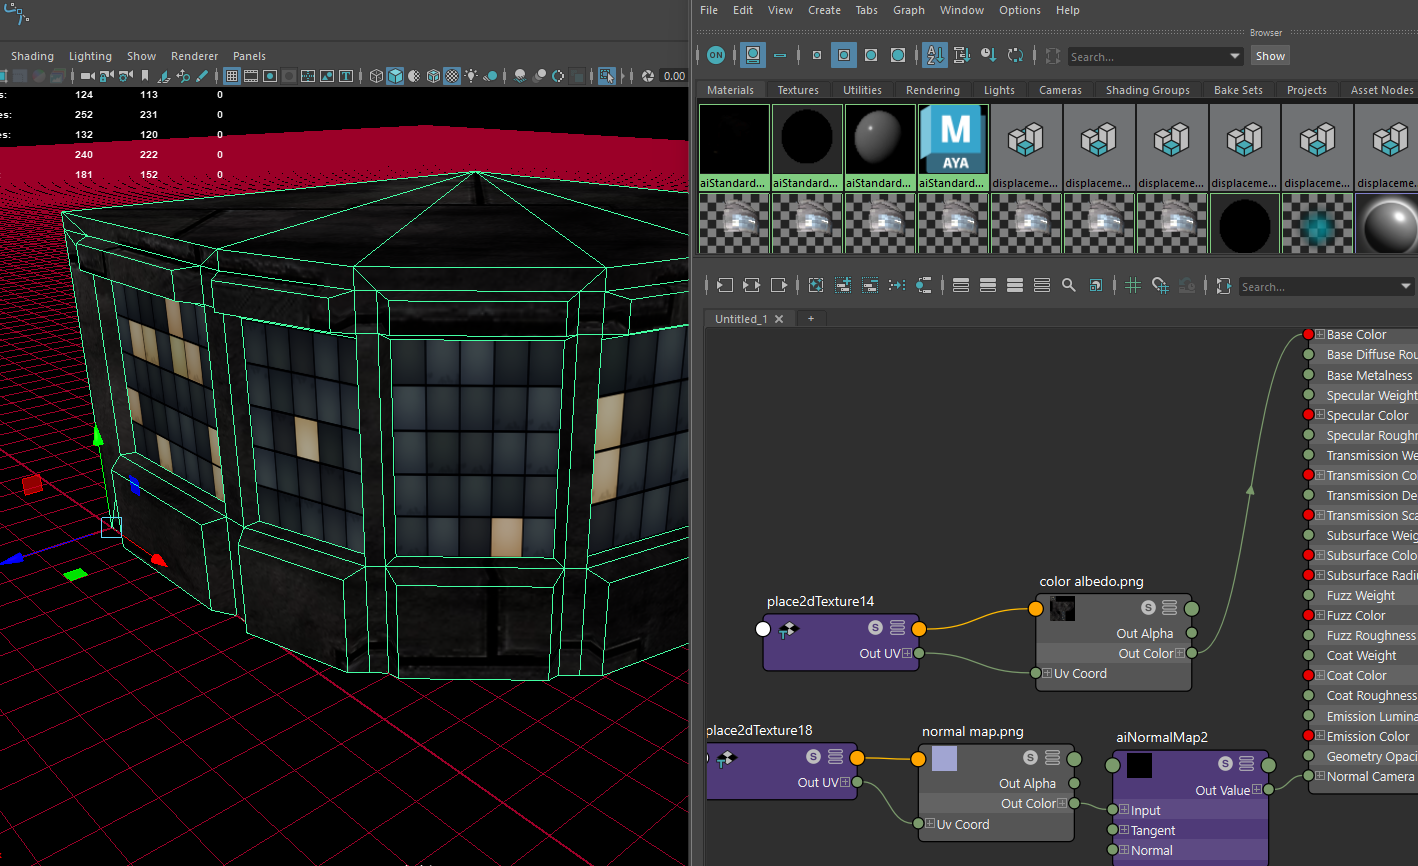 File Edit View Create Tabs Graph Window Options Help
Browser
Shading Lighting Show Renderer Panels
ON
Search...
Show
0.00
Materials Textures Utilities Rendering Lights Cameras Shading Groups Bake Sets Projects Asset Nodes
s: 124 113 0
es: 252 231 0
es: 132 120 0
240 222 0
: 181 152 0
M
AYA
aiStandard... aiStandard... aiStandard... aiStandard... displaceme... displaceme... displaceme... displaceme... displaceme... displaceme...
Search...
Untitled_1
Base Color
Base Diffuse Rou
Base Metalness
Specular Weight
Specular Color
Specular Roughn
Transmission We
Transmission Co
Transmission De
Transmission Sca
Subsurface Weig
Subsurface Colo
Subsurface Radiu
Fuzz Weight
Fuzz Color
Fuzz Roughness
Coat Weight
Coat Color
Coat Roughness
Emission Lumina
Emission Color
Geometry Opaci
Normal Camera
color albedo.png
S
Out Alpha
Out Color
Uv Coord
place2dTexture14
S
Out UV
place2dTexture18
S
Out UV
normal map.png
S
Out Alpha
Out Color
Uv Coord
aiNormalMap2
S
Out Value
Input
Tangent
Normal